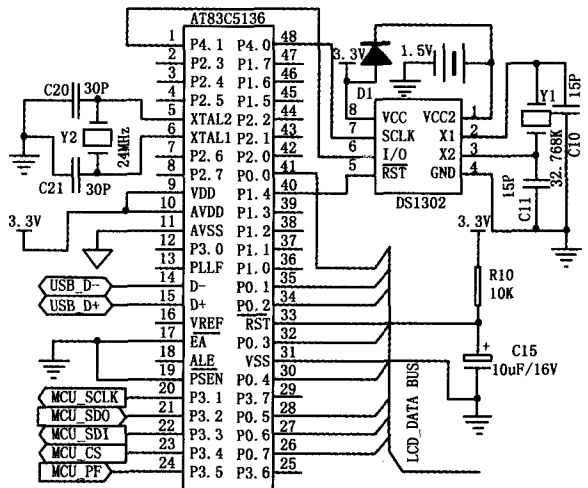 AT83C5136
1 P4.1 P4.0 48
2 P2.3 P1.7 47
3 P2.4 P1.6 46
4 P2.5 P1.5 45
5 XTAL2 P2.2 44
6 XTAL1 P2.1 43
7 P2.6 P2.0 42
8 P2.7 P0.0 41
9 VDD P1.4 40
10 AVDD P1.3 39
11 AVSS P1.2 38
12 P3.0 P1.1 37
13 PLLF P1.0 36
14 D- P0.1 35
15 D+ P0.2 34
16 VREF RST 33
17 EA P0.3 32
18 ALE VSS 31
19 PSEN P0.4 30
20 P3.1 P3.7 29
21 P3.2 P0.5 28
22 P3.3 P0.6 27
23 P3.4 P0.7 26
24 P3.5 P3.6 25
C20 30P
Y2
24MHz
C21 30P
3.3V
USB_D-
USB_D+
MCU_SCLK
MCU_SDO
MCU_SDI
MCU_CS
MCU_PF
3.3V
D1
1.5V
8 VCC VCC2 1
7 SCLK X1 2
6 I/O X2 3
5 RST GND 4
DS1302
Y1
32.768K
15P
C10
15P
C11
3.3V
R10
10K
+
C15
10uF/16V
LCD_DATA BUS